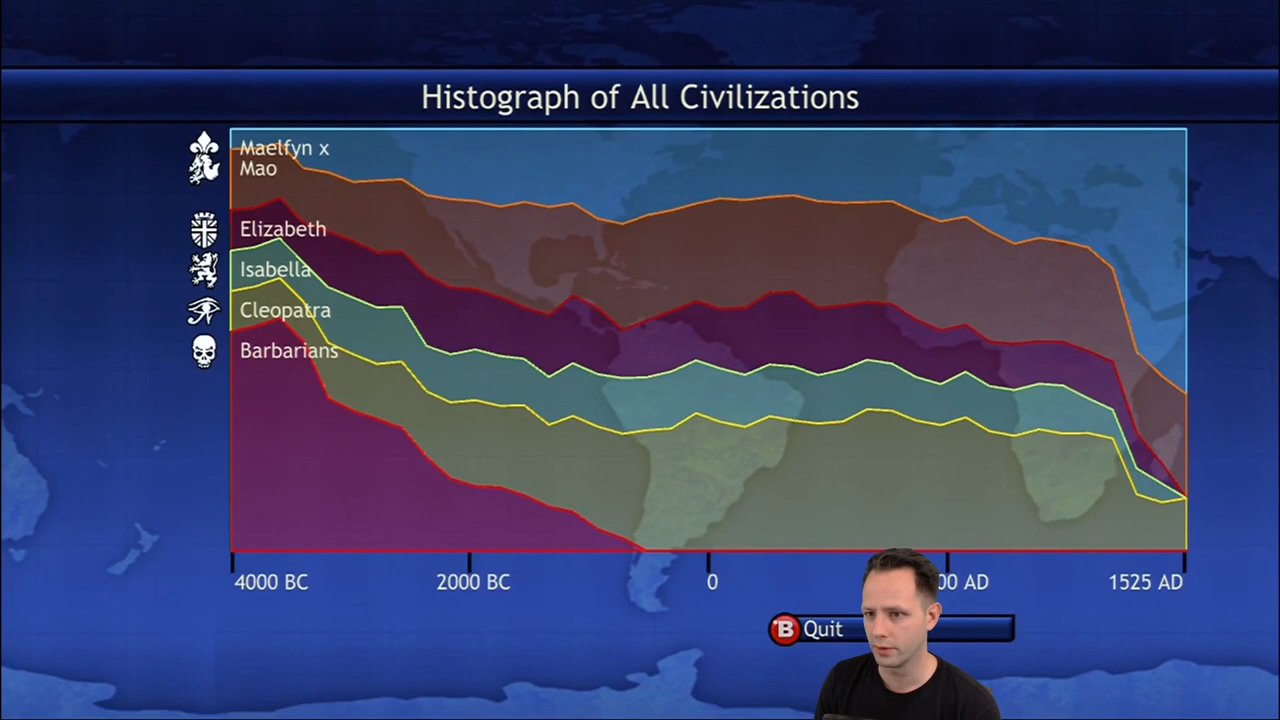 Histograph of All Civilizations
Maelfyn x
Mao
Elizabeth
Isabella
Cleopatra
Barbarians
4000 BC
2000 BC
0
00 AD
1525 AD
B Quit